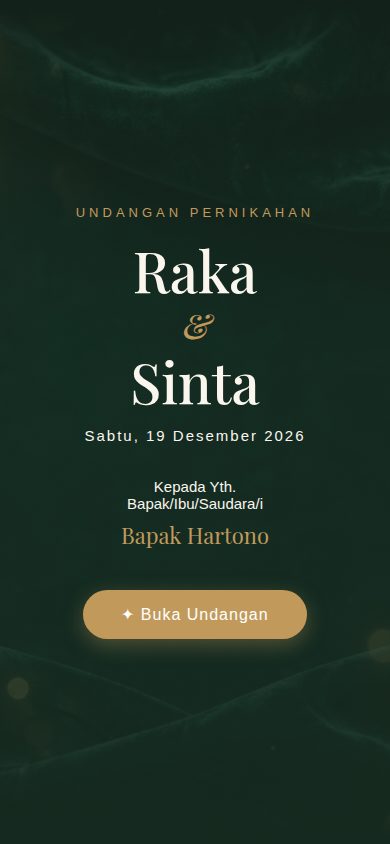 UNDANGAN PERNIKAHAN
Raka
&
Sinta
Sabtu, 19 Desember 2026
Kepada Yth.
Bapak/Ibu/Saudara/i
Bapak Hartono
✦ Buka Undangan